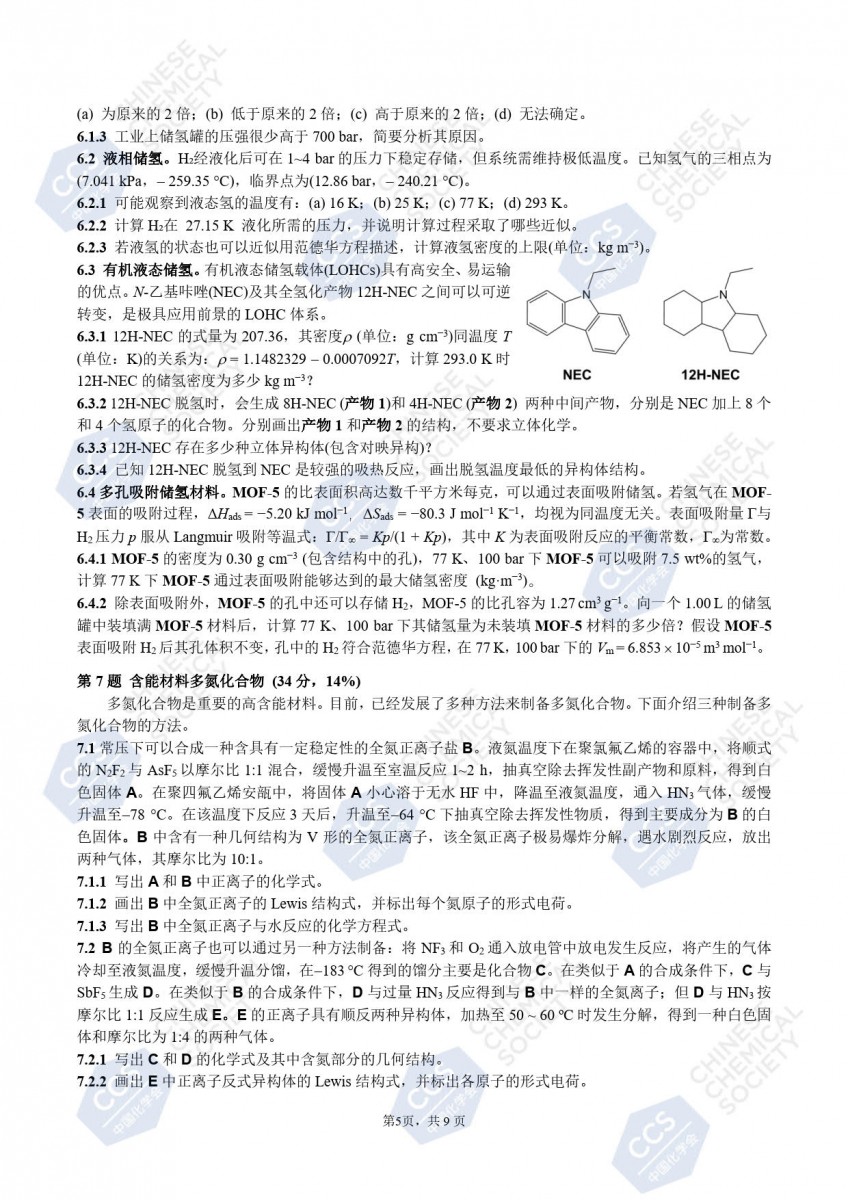 (a) 为原来的 2 倍；(b) 低于原来的 2 倍；(c) 高于原来的 2 倍；(d) 无法确定。
6.1.3 工业上储氢罐的压强很少高于 700 bar，简要分析其原因。
6.2 液相储氢。H₂经液化后可在 1~4 bar 的压力下稳定存储，但系统需维持极低温度。已知氢气的三相点为
(7.041 kPa，– 259.35 °C)，临界点为(12.86 bar，– 240.21 °C)。
6.2.1 可能观察到液态氢的温度有：(a) 16 K；(b) 25 K；(c) 77 K；(d) 293 K。
6.2.2 计算 H₂在 27.15 K 液化所需的压力，并说明计算过程采取了哪些近似。
6.2.3 若液氢的状态也可以近似用范德华方程描述，计算液氢密度的上限(单位：kg m⁻³)。
6.3 有机液态储氢。有机液态储氢载体(LOHCs)具有高安全、易运输
的优点。N-乙基咔唑(NEC)及其全氢化产物 12H-NEC 之间可以可逆
转变，是极具应用前景的 LOHC 体系。
6.3.1 12H-NEC 的式量为 207.36，其密度ρ (单位：g cm⁻³)同温度 T
(单位：K)的关系为：ρ = 1.1482329 – 0.0007092T，计算 293.0 K 时
12H-NEC 的储氢密度为多少 kg m⁻³？
N
N
NEC
12H-NEC
6.3.2 12H-NEC 脱氢时，会生成 8H-NEC (产物 1)和 4H-NEC (产物 2) 两种中间产物，分别是 NEC 加上 8 个
和 4 个氢原子的化合物。分别画出产物 1 和产物 2 的结构，不要求立体化学。
6.3.3 12H-NEC 存在多少种立体异构体(包含对映异构)？
6.3.4 已知 12H-NEC 脱氢到 NEC 是较强的吸热反应，画出脱氢温度最低的异构体结构。
6.4 多孔吸附储氢材料。MOF-5 的比表面积高达数千平方米每克，可以通过表面吸附储氢。若氢气在 MOF-
5 表面的吸附过程，ΔHads = −5.20 kJ mol⁻¹，ΔSads = −80.3 J mol⁻¹ K⁻¹，均视为同温度无关。表面吸附量 Γ与
H₂压力 p 服从 Langmuir 吸附等温式：Γ/Γ∞ = Kp/(1 + Kp)，其中 K 为表面吸附反应的平衡常数，Γ∞为常数。
6.4.1 MOF-5 的密度为 0.30 g cm⁻³ (包含结构中的孔)，77 K、100 bar 下 MOF-5 可以吸附 7.5 wt%的氢气，
计算 77 K 下 MOF-5 通过表面吸附能够达到的最大储氢密度 (kg·m⁻³)。
6.4.2 除表面吸附外，MOF-5 的孔中还可以存储 H₂，MOF-5 的比孔容为 1.27 cm³ g⁻¹。向一个 1.00 L 的储氢
罐中装填满 MOF-5 材料后，计算 77 K、100 bar 下其储氢量为未装填 MOF-5 材料的多少倍？假设 MOF-5
表面吸附 H₂后其孔体积不变，孔中的 H₂符合范德华方程，在 77 K，100 bar 下的 Vm = 6.853 × 10⁻⁵ m³ mol⁻¹。
第 7 题 含能材料多氮化合物 (34 分，14%)
多氮化合物是重要的高含能材料。目前，已经发展了多种方法来制备多氮化合物。下面介绍三种制备多
氮化合物的方法。
7.1 常压下可以合成一种含具有一定稳定性的全氮正离子盐 B。液氮温度下在聚氯氟乙烯的容器中，将顺式
的 N₂F₂与 AsF₅以摩尔比 1:1 混合，缓慢升温至室温反应 1~2 h，抽真空除去挥发性副产物和原料，得到白
色固体 A。在聚四氟乙烯安瓿中，将固体 A 小心溶于无水 HF 中，降温至液氮温度，通入 HN₃气体，缓慢
升温至–78 °C。在该温度下反应 3 天后，升温至–64 °C 下抽真空除去挥发性物质，得到主要成分为 B 的白
色固体。B 中含有一种几何结构为 V 形的全氮正离子，该全氮正离子极易爆炸分解，遇水剧烈反应，放出
两种气体，其摩尔比为 10:1。
7.1.1 写出 A 和 B 中正离子的化学式。
7.1.2 画出 B 中全氮正离子的 Lewis 结构式，并标出每个氮原子的形式电荷。
7.1.3 写出 B 中全氮正离子与水反应的化学方程式。
7.2 B 的全氮正离子也可以通过另一种方法制备：将 NF₃ 和 O₂ 通入放电管中放电发生反应，将产生的气体
冷却至液氮温度，缓慢升温分馏，在–183 °C 得到的馏分主要是化合物 C。在类似于 A 的合成条件下，C 与
SbF₅生成 D。在类似于 B 的合成条件下，D 与过量 HN₃反应得到与 B 中一样的全氮离子；但 D 与 HN₃按
摩尔比 1:1 反应生成 E。E 的正离子具有顺反两种异构体，加热至 50 ~ 60 °C 时发生分解，得到一种白色固
体和摩尔比为 1:4 的两种气体。
7.2.1 写出 C 和 D 的化学式及其中含氮部分的几何结构。
7.2.2 画出 E 中正离子反式异构体的 Lewis 结构式，并标出各原子的形式电荷。
第5页，共 9 页